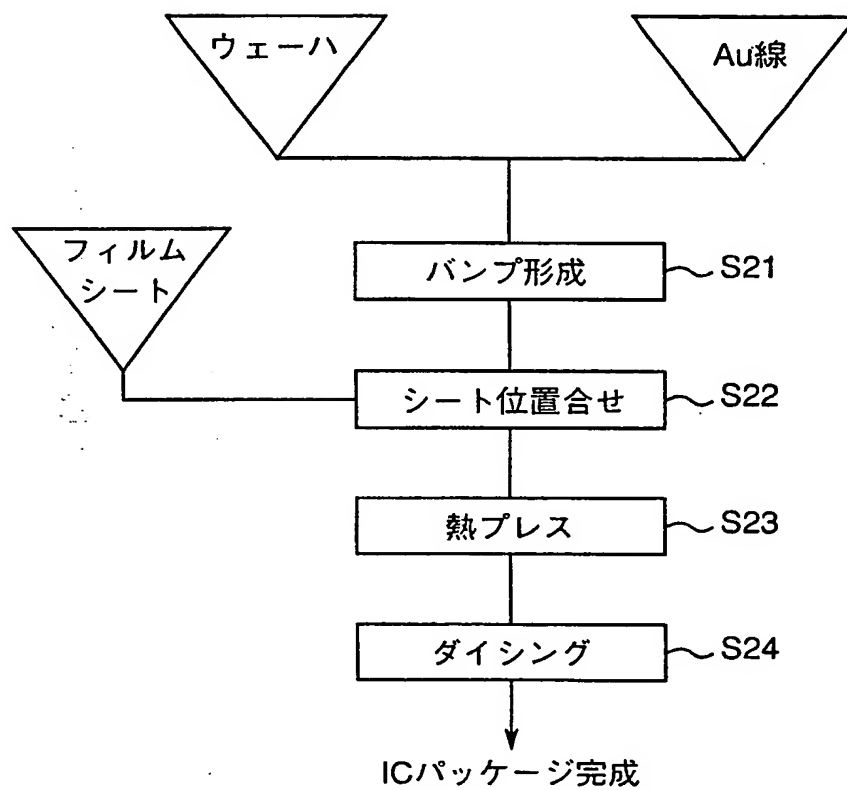 ウェーハ
Au線
バンプ形成
S21
フィルム
シート
シート位置合せ
S22
熱プレス
S23
ダイシング
S24
ICパッケージ完成